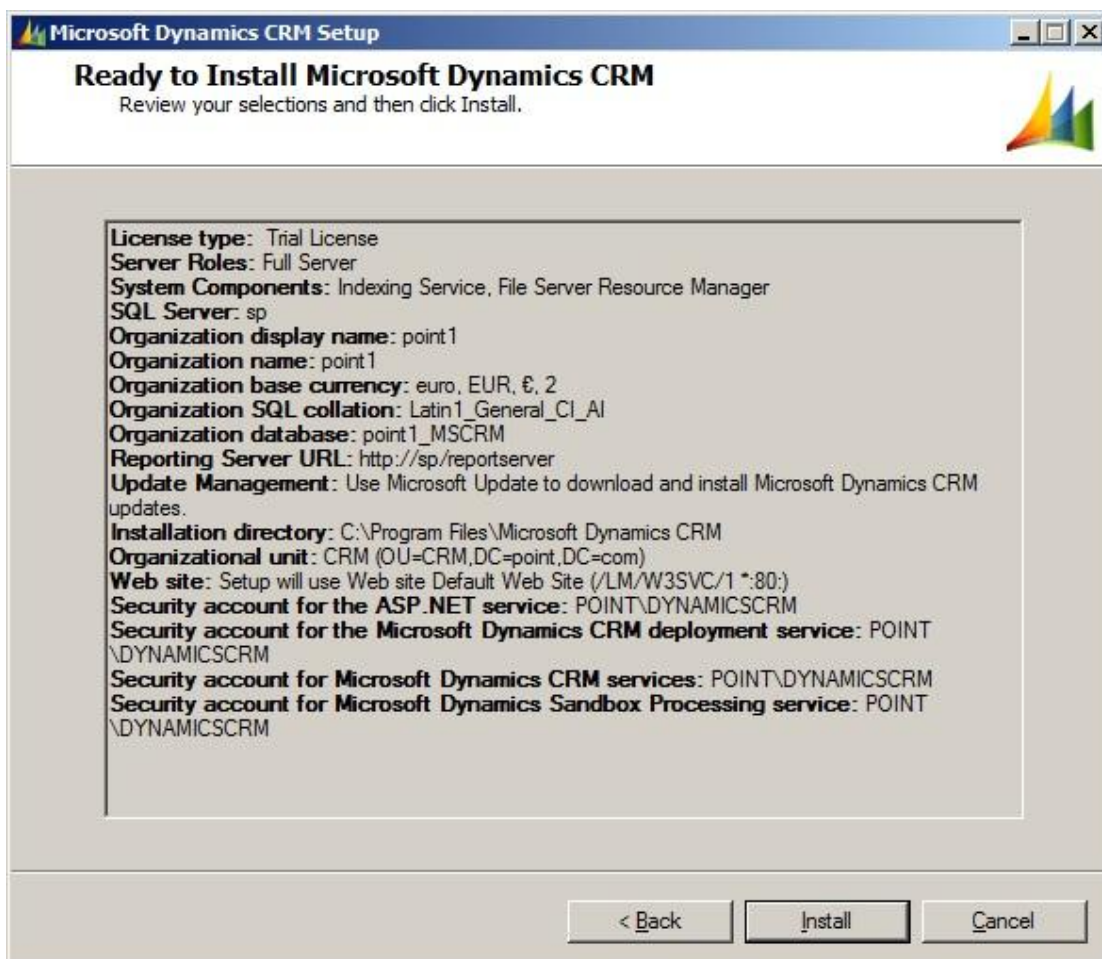 Microsoft Dynamics CRM Setup
Ready to Install Microsoft Dynamics CRM
Review your selections and then click Install.
License type: Trial License
Server Roles: Full Server
System Components: Indexing Service, File Server Resource Manager
SQL Server: sp
Organization display name: point1
Organization name: point1
Organization base currency: euro, EUR, €, 2
Organization SQL collation: Latin1_General_CI_AI
Organization database: point1_MSCRM
Reporting Server URL: http://sp/reportserver
Update Management: Use Microsoft Update to download and install Microsoft Dynamics CRM
updates.
Installation directory: C:\Program Files\Microsoft Dynamics CRM
Organizational unit: CRM (OU=CRM,DC=point,DC=com)
Web site: Setup will use Web site Default Web Site (/LM/W3SVC/1 *:80:)
Security account for the ASP.NET service: POINT\DYNAMICSCRM
Security account for the Microsoft Dynamics CRM deployment service: POINT
\DYNAMICSCRM
Security account for Microsoft Dynamics CRM services: POINT\DYNAMICSCRM
Security account for Microsoft Dynamics Sandbox Processing service: POINT
\DYNAMICSCRM
< Back
Install
Cancel